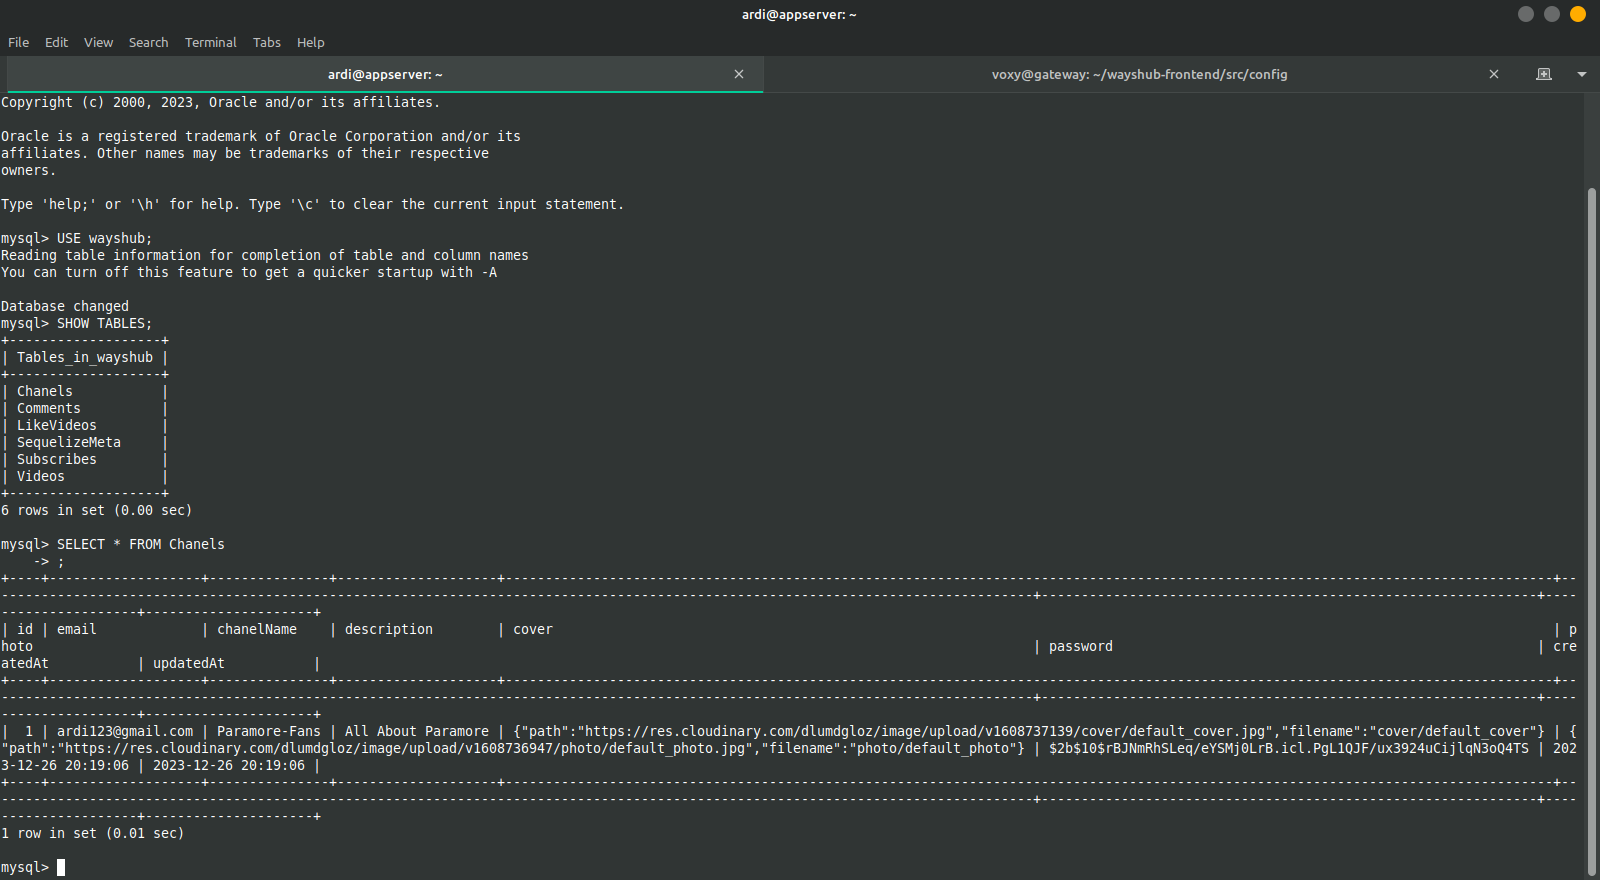 ardi@appserver: ~
File Edit View Search Terminal Tabs Help
ardi@appserver: ~ × voxy@gateway: ~/wayshub-frontend/src/config ×
Copyright (c) 2000, 2023, Oracle and/or its affiliates.
Oracle is a registered trademark of Oracle Corporation and/or its
affiliates. Other names may be trademarks of their respective
owners.
Type 'help;' or '\h' for help. Type '\c' to clear the current input statement.
mysql> USE wayshub;
Reading table information for completion of table and column names
You can turn off this feature to get a quicker startup with -A
Database changed
mysql> SHOW TABLES;
+-------------------+
| Tables_in_wayshub |
+-------------------+
| Chanels           |
| Comments          |
| LikeVideos        |
| SequelizeMeta     |
| Subscribes        |
| Videos            |
+-------------------+
6 rows in set (0.00 sec)
mysql> SELECT * FROM Chanels
    -> ;
| id | email | chanelName | description | cover | p
hoto | password | cre
atedAt | updatedAt |
| 1 | ardi123@gmail.com | Paramore-Fans | All About Paramore | {"path":"https://res.cloudinary.com/dlumdgloz/image/upload/v1608737139/cover/default_cover.jpg","filename":"cover/default_cover"} | {
"path":"https://res.cloudinary.com/dlumdgloz/image/upload/v1608736947/photo/default_photo.jpg","filename":"photo/default_photo"} | $2b$10$rBJNmRhSLeq/eYSMj0LrB.icl.PgL1QJF/ux3924uCijlqN3oQ4TS | 202
3-12-26 20:19:06 | 2023-12-26 20:19:06 |
1 row in set (0.01 sec)
mysql>